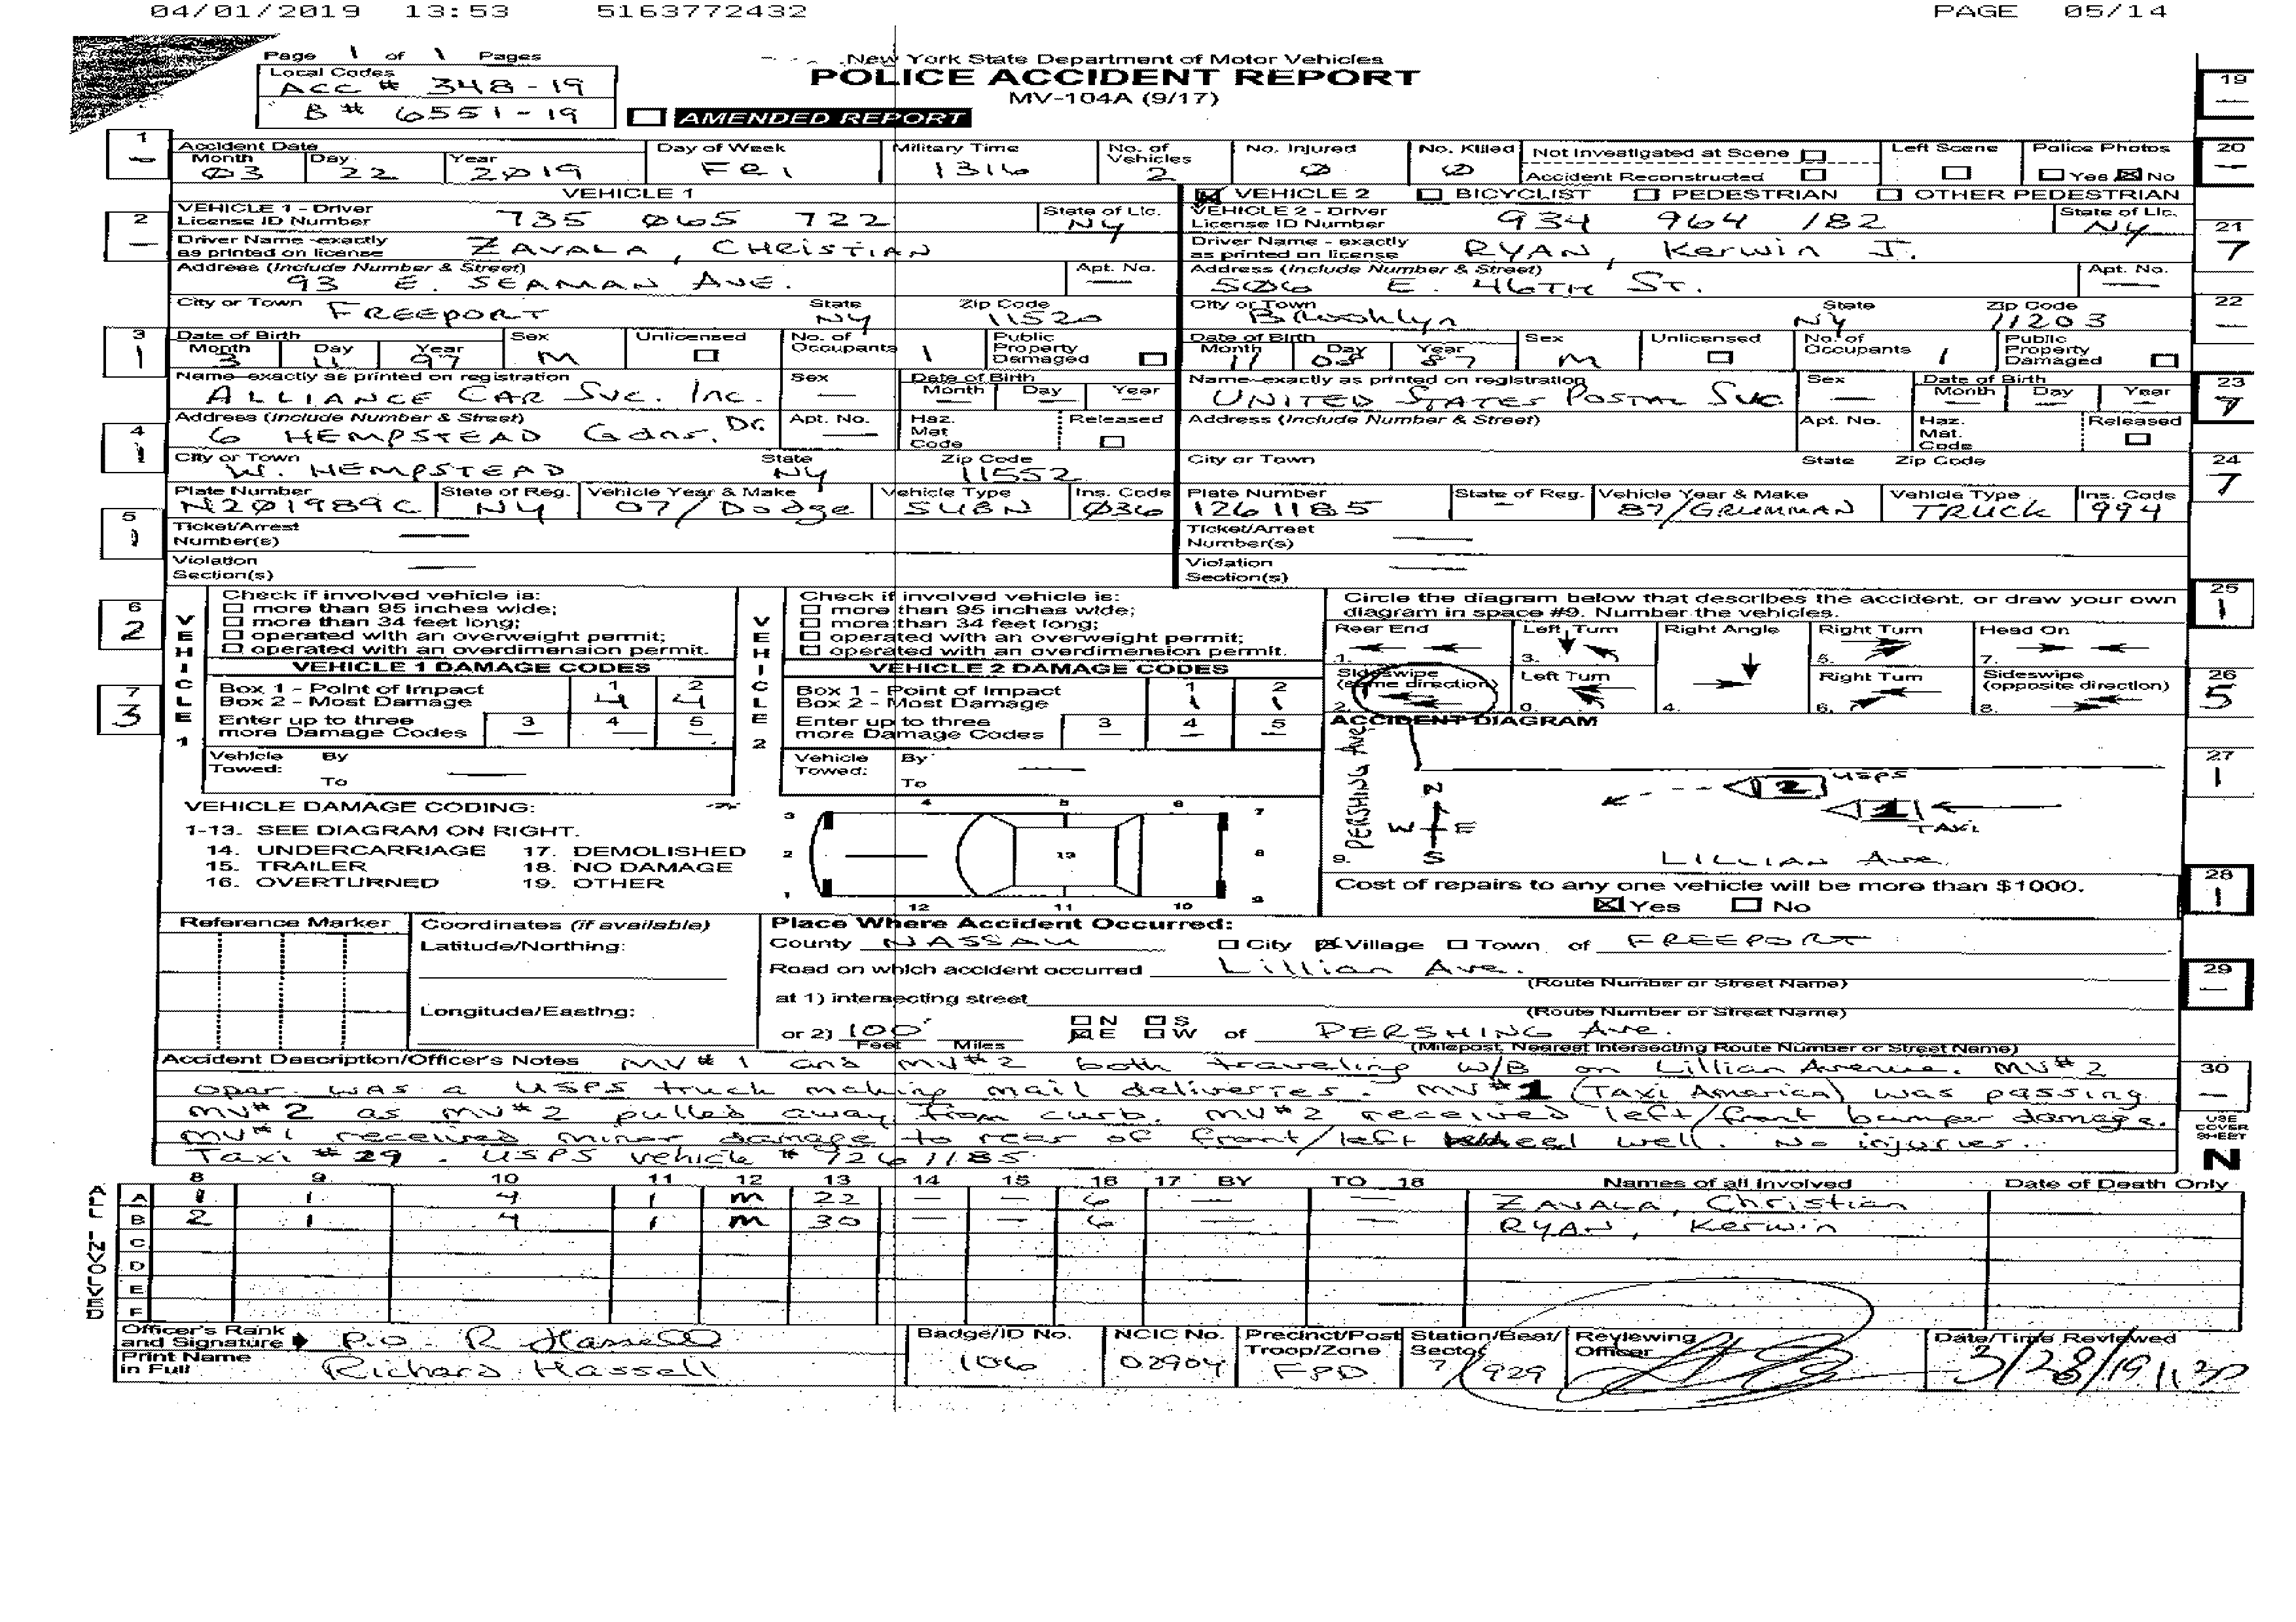 04/01/2019 13:53 5163772432 PAGE 05/14
Page 1 of 1 Pages
Local Codes
ACC # 348-19
B # 6551-19
New York State Department of Motor Vehicles
POLICE ACCIDENT REPORT
MV-104A (9/17)
AMENDED REPORT
19 —
1 —
Accident Date
Month 03 Day 22 Year 2019
Day of Week FRI
Military Time 1316
No. of Vehicles 2
No. Injured 0
No. Killed 0
Not Investigated at Scene
Accident Reconstructed
Left Scene
Police Photos
Yes No
20 —
VEHICLE 1
VEHICLE 2 BICYCLIST PEDESTRIAN OTHER PEDESTRIAN
2 —
VEHICLE 1 - Driver License ID Number 735 065 722 State of Lic. NY
VEHICLE 2 - Driver License ID Number 934 964 182 State of Lic. NY
21 7
Driver Name -exactly as printed on license ZAVALA, CHRISTIAN
Driver Name - exactly as printed on license RYAN, Kerwin J.
Address (Include Number & Street) 93 E. SEAMAN AVE. Apt. No. —
Address (Include Number & Street) 506 E. 46TH ST. Apt. No. —
City or Town FREEPORT State NY Zip Code 11520
City or Town Brooklyn State NY Zip Code 11203
22 —
3 1
Date of Birth Month 3 Day 11 Year 97 Sex M Unlicensed No. of Occupants 1 Public Property Damaged
Date of Birth Month 11 Day 08 Year 87 Sex M Unlicensed No. of Occupants 1 Public Property Damaged
Name-exactly as printed on registration ALLIANCE CAR SVC. INC. Sex — Date of Birth Month — Day — Year —
Name-exactly as printed on registration UNITED STATES POSTAL SVC. Sex — Date of Birth Month — Day — Year —
23 7
4 1
Address (Include Number & Street) 6 HEMPSTEAD Gdns. Dr. Apt. No. — Haz. Mat Code Released
Address (Include Number & Street) Apt. No. Haz. Mat. Code Released
City or Town W. HEMPSTEAD State NY Zip Code 11552
City or Town State Zip Code
24 7
Plate Number N201989C State of Reg. NY Vehicle Year & Make 07/Dodge Vehicle Type SUBN Ins. Code 036
Plate Number 1261185 State of Reg. — Vehicle Year & Make 87/GRUMMAN Vehicle Type TRUCK Ins. Code 994
5 1
Ticket/Arrest Number(s) —
Ticket/Arrest Number(s) —
Violation Section(s) —
Violation Section(s) —
6 2
VEHICLE 1
Check if involved vehicle is:
more than 95 inches wide;
more than 34 feet long;
operated with an overweight permit;
operated with an overdimension permit.
VEHICLE 1 DAMAGE CODES
Box 1 - Point of Impact 1 4
Box 2 - Most Damage 2 4
Enter up to three more Damage Codes 3 — 4 — 5 —
Vehicle Towed: By —
To
7 3
VEHICLE 2
Check if involved vehicle is:
more than 95 inches wide;
more than 34 feet long;
operated with an overweight permit;
operated with an overdimension permit.
VEHICLE 2 DAMAGE CODES
Box 1 - Point of Impact 1 1
Box 2 - Most Damage 2 1
Enter up to three more Damage Codes 3 — 4 — 5 —
Vehicle Towed: By —
To
Circle the diagram below that describes the accident, or draw your own
diagram in space #9. Number the vehicles.
Rear End 1. Left Turn 3. Right Angle Right Turn 5. Head On 7.
Sideswipe (same direction) 2. Left Turn 0. 4. Right Turn 6. Sideswipe (opposite direction) 8.
25 1
26 5
ACCIDENT DIAGRAM
PERSHING Ave.
N
W E
S
2 USPS
1 TAXI
9.
LILLIAN Ave.
27 1
Cost of repairs to any one vehicle will be more than $1000.
Yes No
28 1
VEHICLE DAMAGE CODING:
1-13. SEE DIAGRAM ON RIGHT.
14. UNDERCARRIAGE 17. DEMOLISHED
15. TRAILER 18. NO DAMAGE
16. OVERTURNED 19. OTHER
4 5 6
3 7
2 13 8
1 9
12 11 10
Reference Marker
Coordinates (if available)
Latitude/Northing:
Longitude/Easting:
Place Where Accident Occurred:
County NASSAU City Village Town of FREEPORT
Road on which accident occurred Lillian Ave.
(Route Number or Street Name)
29 —
at 1) intersecting street
(Route Number or Street Name)
or 2) 100' Feet Miles N S E W of PERSHING Ave.
(Milepost, Nearest Intersecting Route Number or Street Name)
Accident Description/Officer's Notes MV#1 and MV#2 both traveling W/B on Lillian Avenue. MV#2
oper. was a USPS truck making mail deliveries. MV#1 (Taxi America) was passing
MV#2 as MV#2 pulled away from curb. MV#2 received left/front bumper damage.
MV#1 received minor damage to rear of front/left wheel well. No injuries.
Taxi #29. USPS vehicle # 1261185
30 —
USE COVER SHEET
N
ALL INVOLVED
8 9 10 11 12 13 14 15 16 17 BY TO 18 Names of all involved Date of Death Only
A 1 1 4 1 M 22 — — 6 — — ZAVALA, Christian
B 2 1 4 1 M 30 — — 6 — — RYAN, Kerwin
C
D
E
F
Officer's Rank and Signature P.O. R Hassell
Print Name in Full Richard Hassell
Badge/ID No. 106
NCIC No. 02904
Precinct/Post Troop/Zone FPD
Station/Beat/Sector 7/929
Reviewing Officer
Date/Time Reviewed 3/28/19 1130